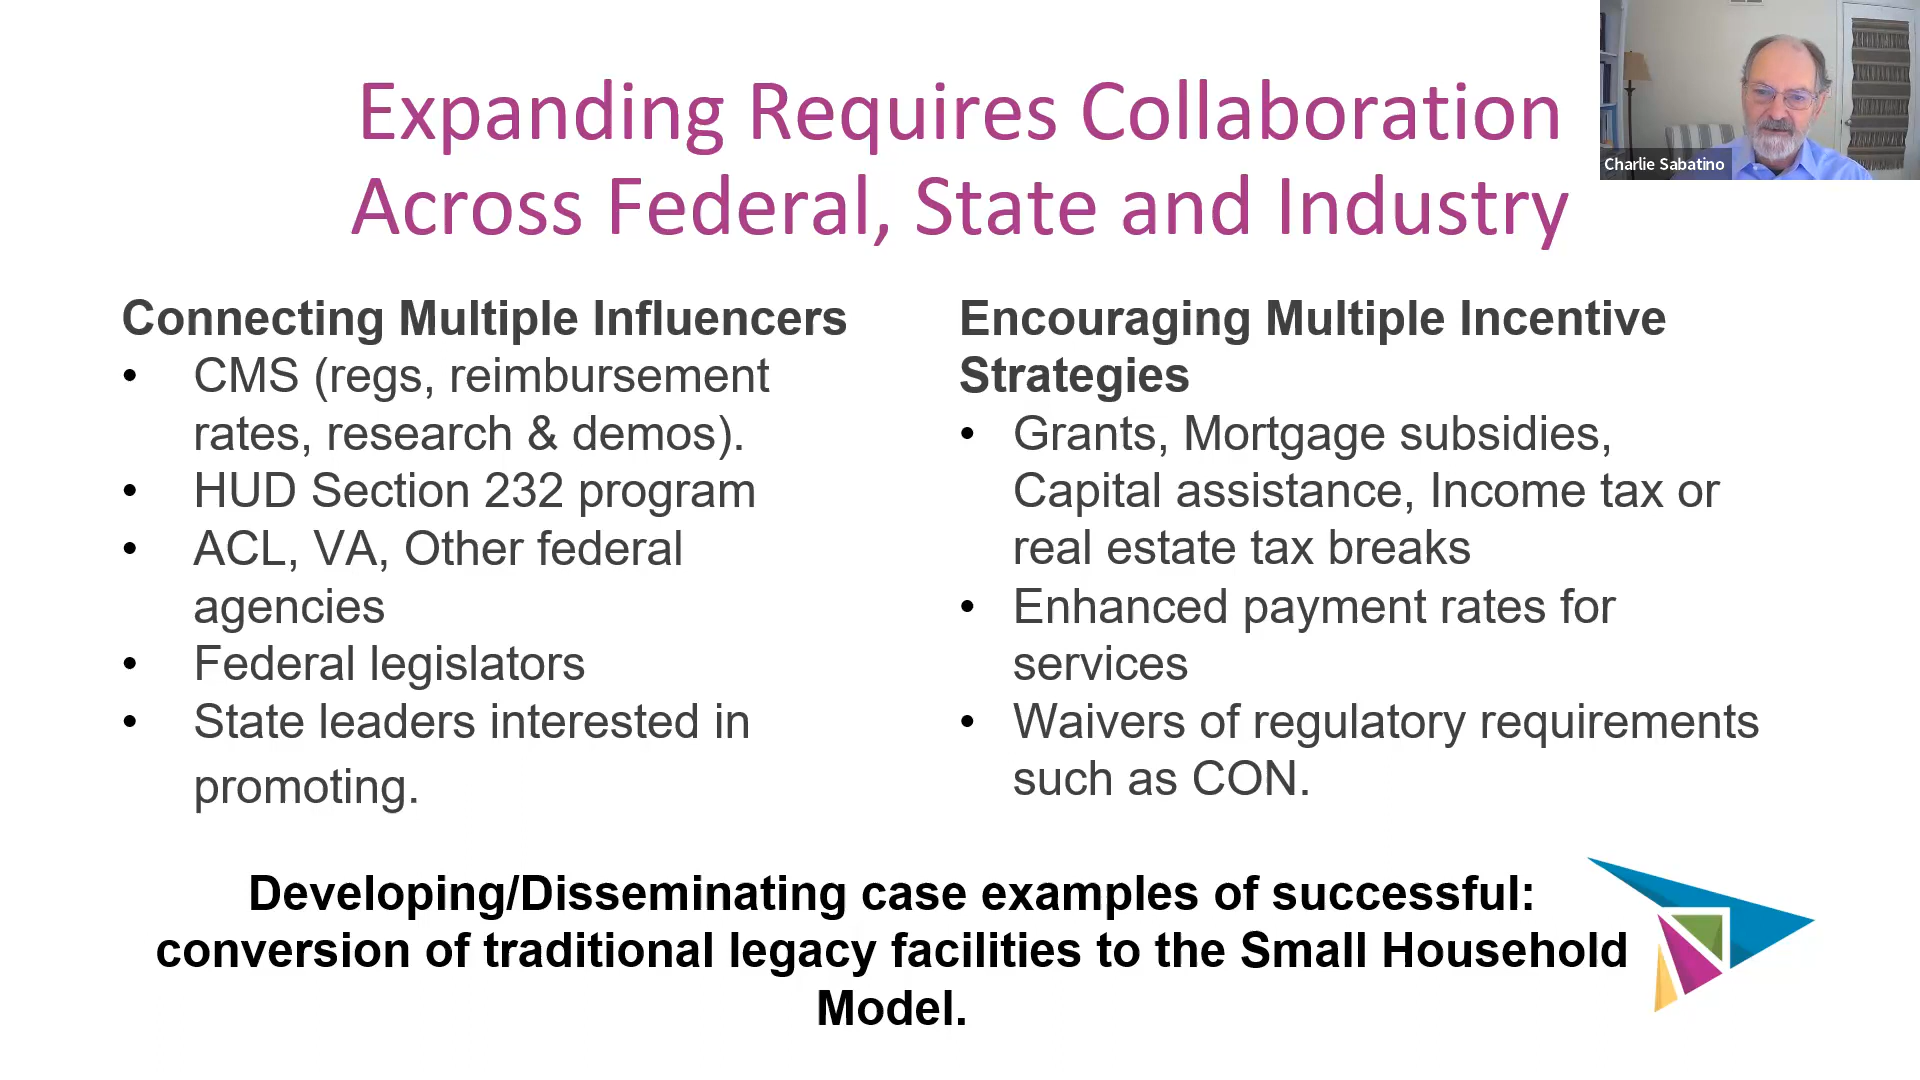 Expanding Requires Collaboration
Across Federal, State and Industry
Charlie Sabatino
Connecting Multiple Influencers
• CMS (regs, reimbursement
rates, research & demos).
• HUD Section 232 program
• ACL, VA, Other federal
agencies
• Federal legislators
• State leaders interested in
promoting.
Encouraging Multiple Incentive
Strategies
• Grants, Mortgage subsidies,
Capital assistance, Income tax or
real estate tax breaks
• Enhanced payment rates for
services
• Waivers of regulatory requirements
such as CON.
Developing/Disseminating case examples of successful:
conversion of traditional legacy facilities to the Small Household
Model.